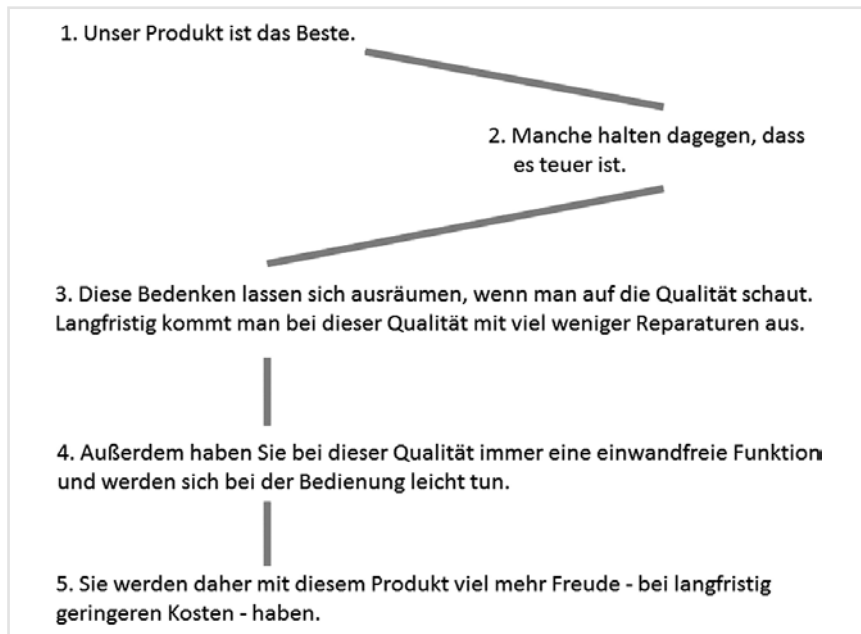 1. Unser Produkt ist das Beste.
2. Manche halten dagegen, dass
es teuer ist.
3. Diese Bedenken lassen sich ausräumen, wenn man auf die Qualität schaut.
Langfristig kommt man bei dieser Qualität mit viel weniger Reparaturen aus.
4. Außerdem haben Sie bei dieser Qualität immer eine einwandfreie Funktion
und werden sich bei der Bedienung leicht tun.
5. Sie werden daher mit diesem Produkt viel mehr Freude - bei langfristig
geringeren Kosten - haben.